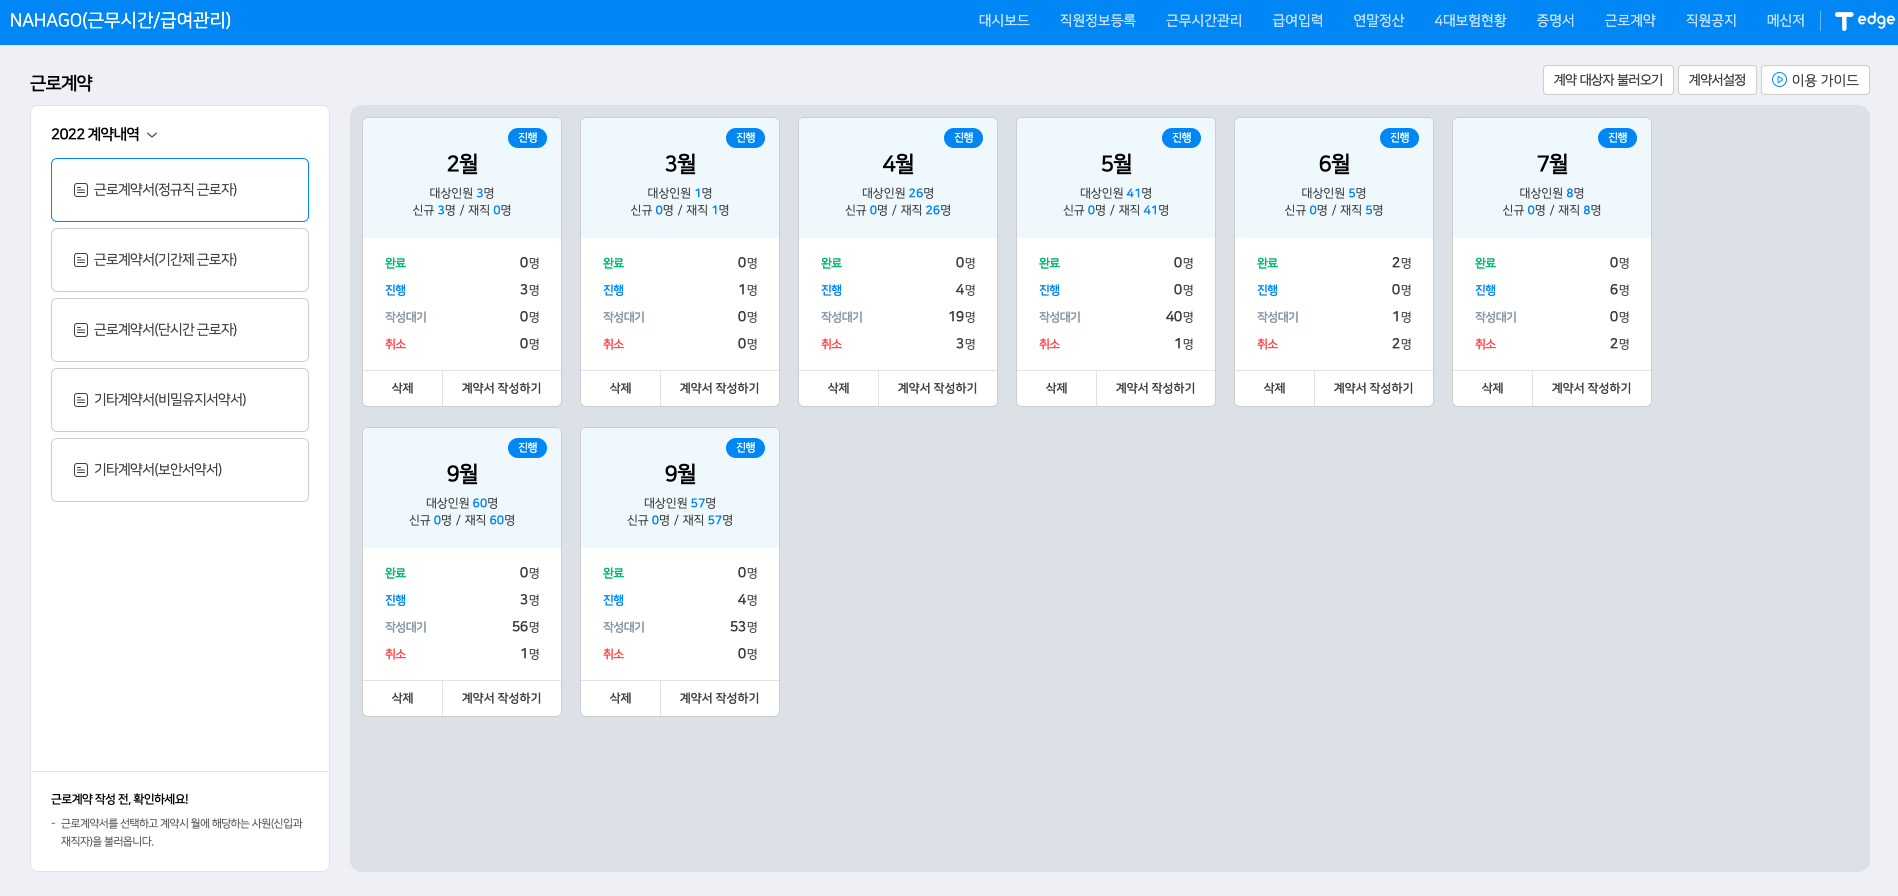 NAHAGO(근무시간/급여관리)
대시보드 직원정보등록 근무시간관리 급여입력 연말정산 4대보험현황 증명서 근로계약 직원공지 메신저 T edge
근로계약
계약 대상자 불러오기 계약서설정 이용 가이드
2022 계약내역
근로계약서(정규직 근로자)
근로계약서(기간제 근로자)
근로계약서(단시간 근로자)
기타계약서(비밀유지서약서)
기타계약서(보안서약서)
근로계약 작성 전, 확인하세요!
- 근로계약서를 선택하고 계약시 월에 해당하는 사원(신입과
재직자)을 불러옵니다.
진행
2월
대상인원 3명
신규 3명 / 재직 0명
완료 0명
진행 3명
작성대기 0명
취소 0명
삭제 계약서 작성하기
진행
3월
대상인원 1명
신규 0명 / 재직 1명
완료 0명
진행 1명
작성대기 0명
취소 0명
삭제 계약서 작성하기
진행
4월
대상인원 26명
신규 0명 / 재직 26명
완료 0명
진행 4명
작성대기 19명
취소 3명
삭제 계약서 작성하기
진행
5월
대상인원 41명
신규 0명 / 재직 41명
완료 0명
진행 0명
작성대기 40명
취소 1명
삭제 계약서 작성하기
진행
6월
대상인원 5명
신규 0명 / 재직 5명
완료 2명
진행 0명
작성대기 1명
취소 2명
삭제 계약서 작성하기
진행
7월
대상인원 8명
신규 0명 / 재직 8명
완료 0명
진행 6명
작성대기 0명
취소 2명
삭제 계약서 작성하기
진행
9월
대상인원 60명
신규 0명 / 재직 60명
완료 0명
진행 3명
작성대기 56명
취소 1명
삭제 계약서 작성하기
진행
9월
대상인원 57명
신규 0명 / 재직 57명
완료 0명
진행 4명
작성대기 53명
취소 0명
삭제 계약서 작성하기